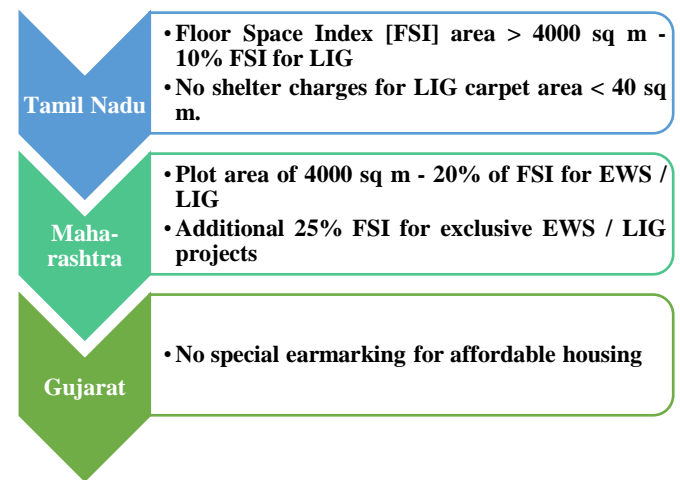 Tamil Nadu
• Floor Space Index [FSI] area > 4000 sq m -
10% FSI for LIG
• No shelter charges for LIG carpet area < 40 sq
m.
Maha-
rashtra
• Plot area of 4000 sq m - 20% of FSI for EWS /
LIG
• Additional 25% FSI for exclusive EWS / LIG
projects
Gujarat
• No special earmarking for affordable housing